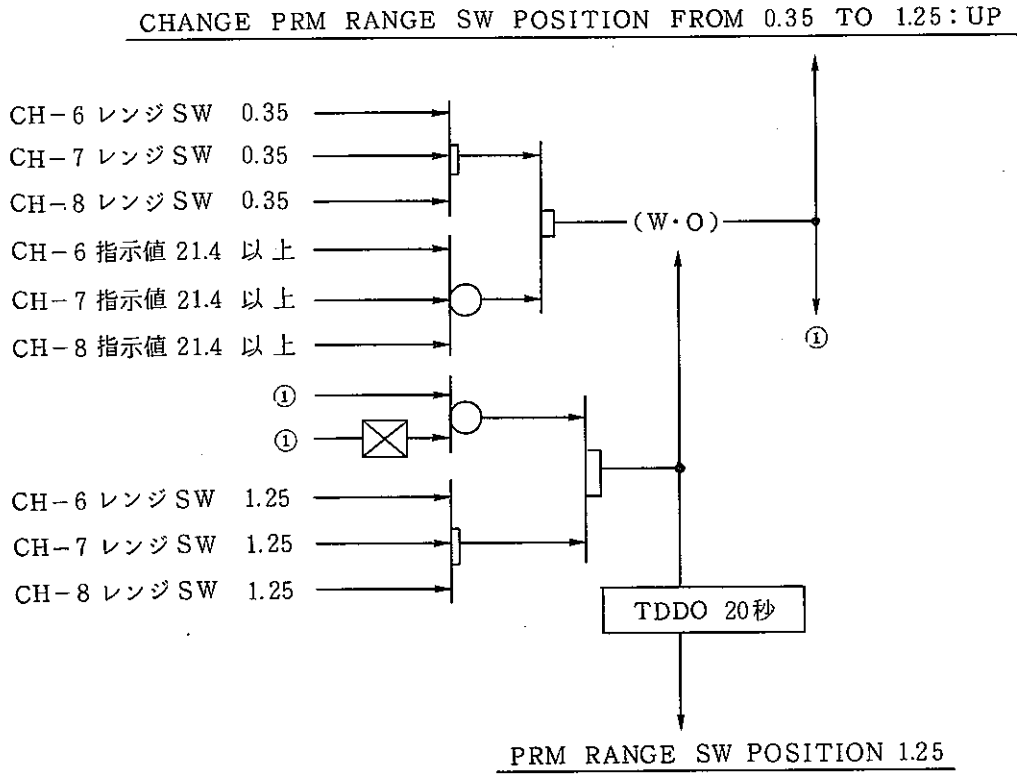 CHANGE PRM RANGE SW POSITION FROM 0.35 TO 1.25 : UP
CH-6 レンジ SW 0.35
CH-7 レンジ SW 0.35
CH-8 レンジ SW 0.35
(W·O)
CH-6 指示値 21.4 以上
CH-7 指示値 21.4 以上
CH-8 指示値 21.4 以上
①
①
①
CH-6 レンジ SW 1.25
CH-7 レンジ SW 1.25
CH-8 レンジ SW 1.25
TDDO 20秒
PRM RANGE SW POSITION 1.25